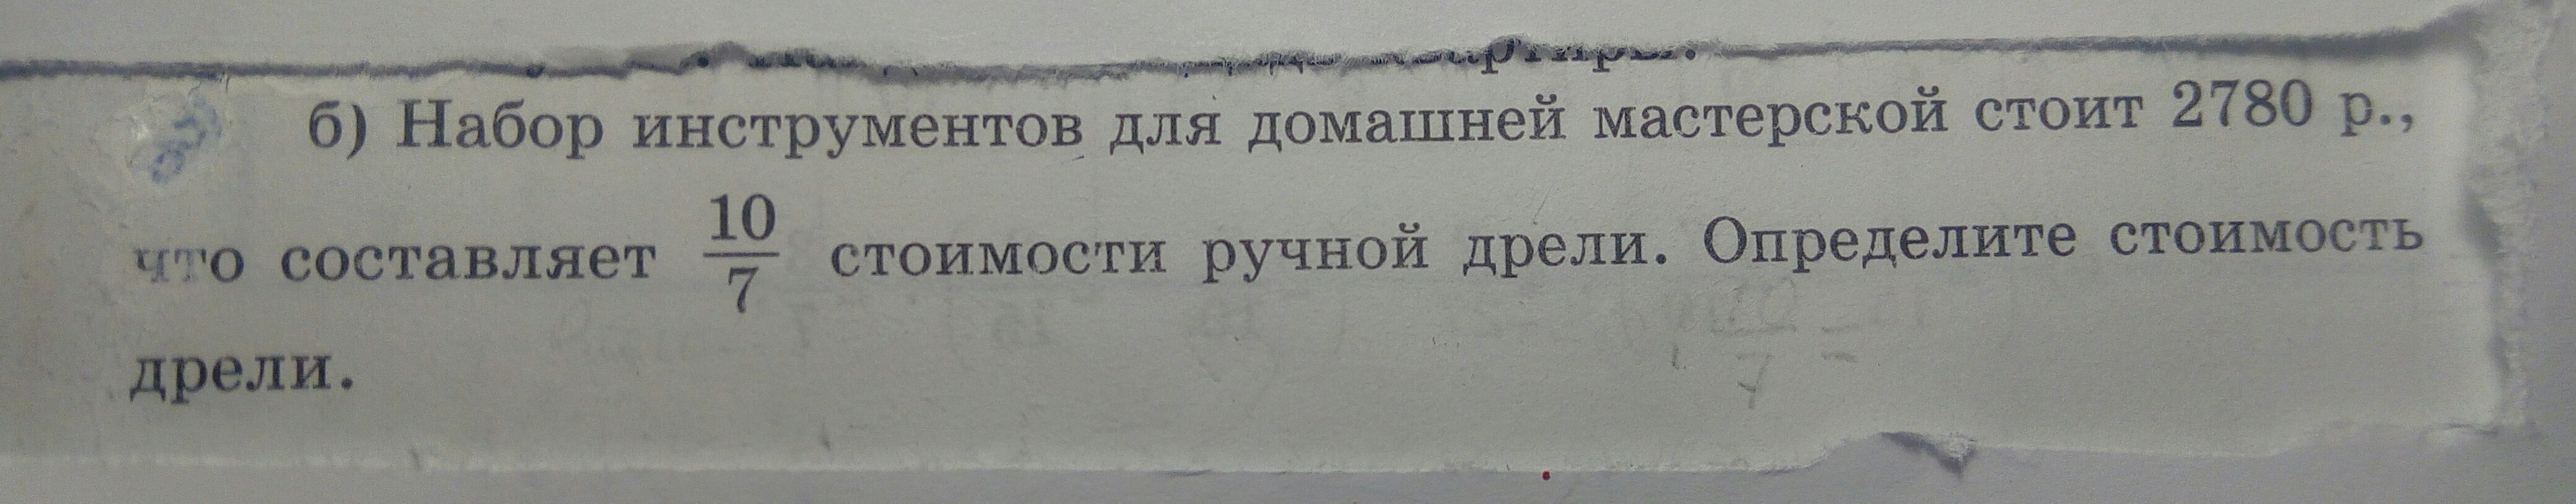 б) Набор инструментов для домашней мастерской стоит 2780 р.,
что составляет 10/7 стоимости ручной дрели. Определите стоимость
дрели.